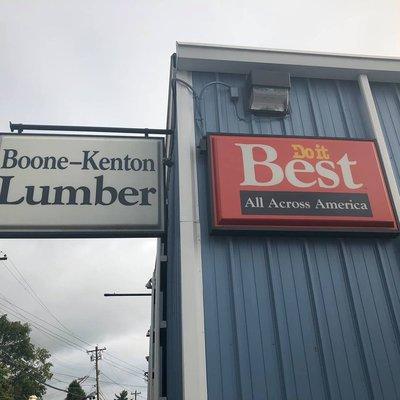 Boone-Kenton
Lumber
Do it
Best
All Across America